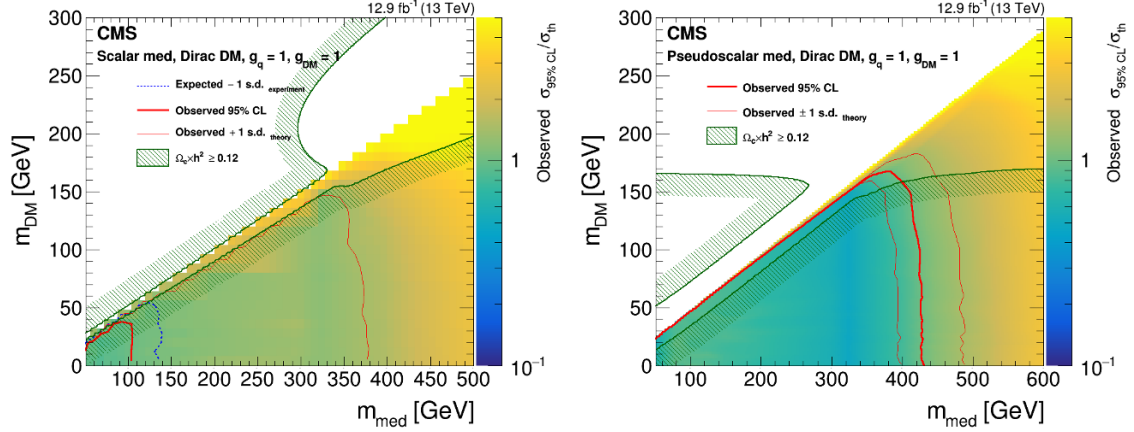 12.9 fb⁻¹ (13 TeV)
CMS
Scalar med, Dirac DM, g_q = 1, g_DM = 1
Expected − 1 s.d. experiment
Observed 95% CL
Observed + 1 s.d. theory
Ω_c×h² ≥ 0.12
m_DM [GeV]
300
250
200
150
100
50
0
100 150 200 250 300 350 400 450 500
m_med [GeV]
Observed σ_95% CL/σ_th
1
10⁻¹
12.9 fb⁻¹ (13 TeV)
CMS
Pseudoscalar med, Dirac DM, g_q = 1, g_DM = 1
Observed 95% CL
Observed ± 1 s.d. theory
Ω_c×h² ≥ 0.12
m_DM [GeV]
300
250
200
150
100
50
0
100 200 300 400 500 600
m_med [GeV]
Observed σ_95% CL/σ_th
1
10⁻¹